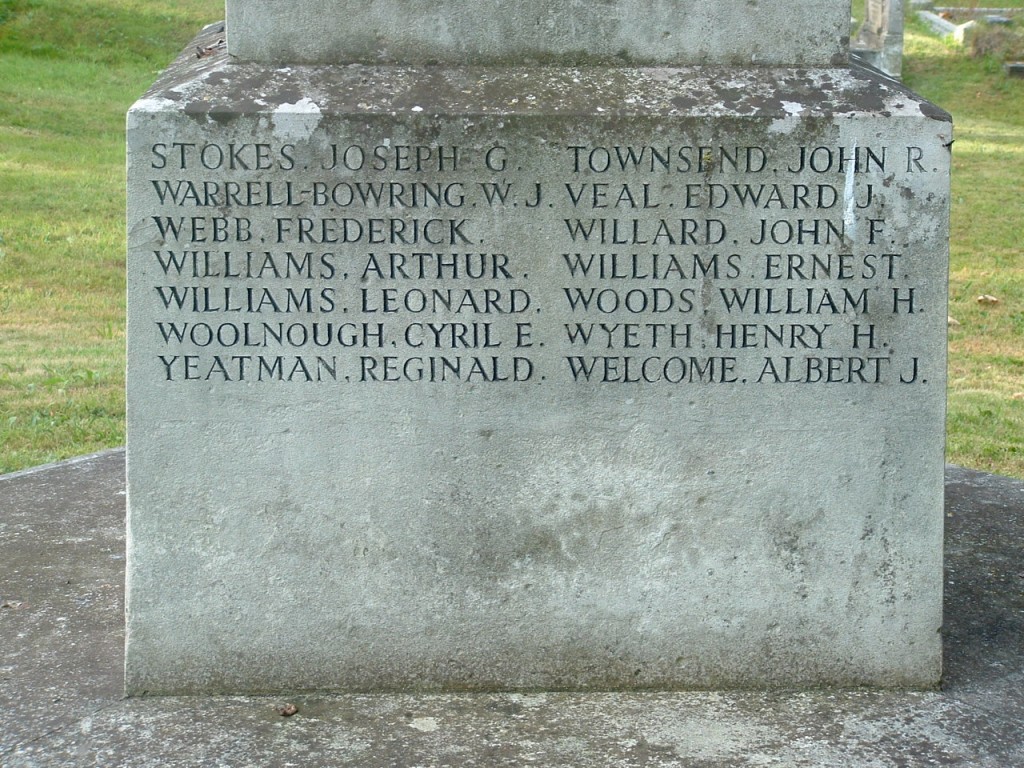 STOKES. JOSEPH G. TOWNSEND. JOHN R.
WARRELL-BOWRING. W. J. VEAL. EDWARD J.
WEBB. FREDERICK. WILLARD. JOHN F.
WILLIAMS. ARTHUR. WILLIAMS. ERNEST.
WILLIAMS. LEONARD. WOODS. WILLIAM H.
WOOLNOUGH. CYRIL E. WYETH. HENRY H.
YEATMAN. REGINALD. WELCOME. ALBERT J.